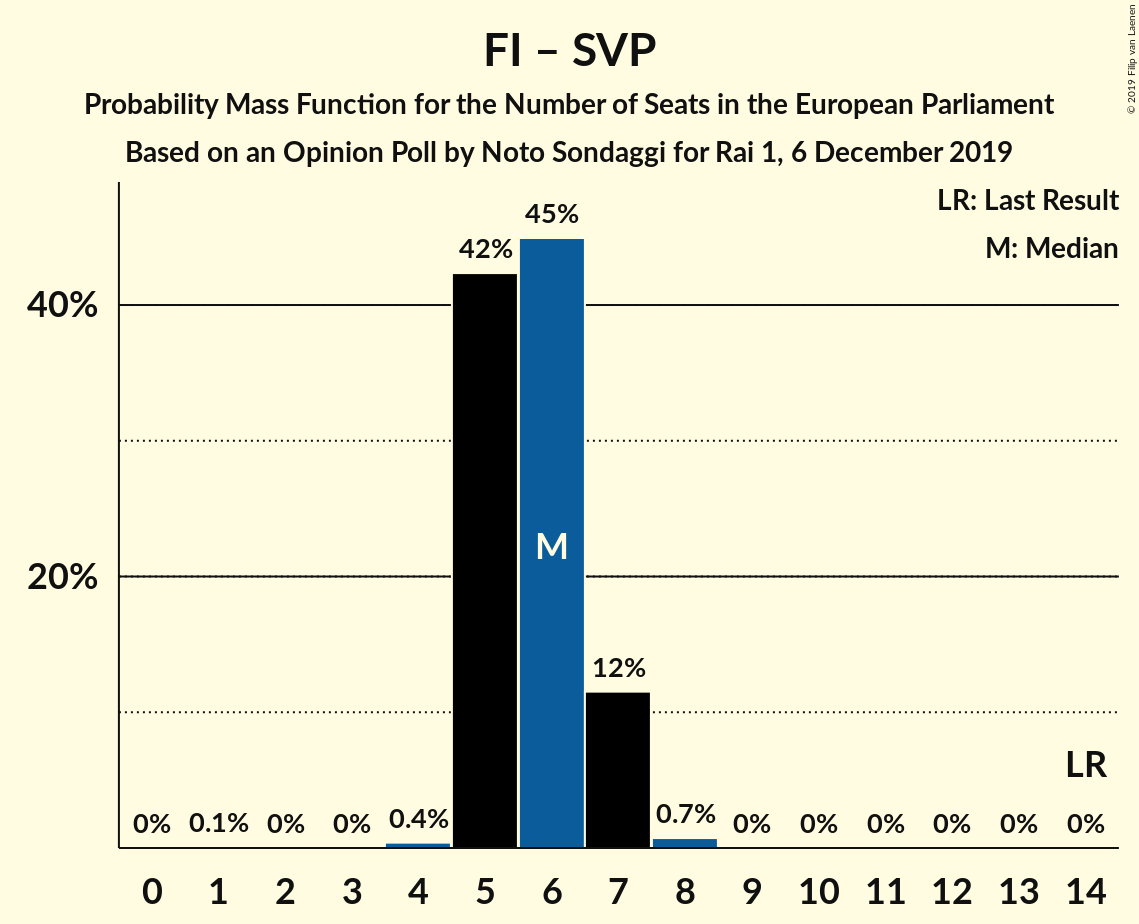 FI – SVP
Probability Mass Function for the Number of Seats in the European Parliament
Based on an Opinion Poll by Noto Sondaggi for Rai 1, 6 December 2019
© 2019 Filip van Laenen
LR: Last Result
M: Median
40%
20%
0% 0.1% 0% 0% 0.4% 42% 45% 12% 0.7% 0% 0% 0% 0% 0% 0%
M
LR
0 1 2 3 4 5 6 7 8 9 10 11 12 13 14